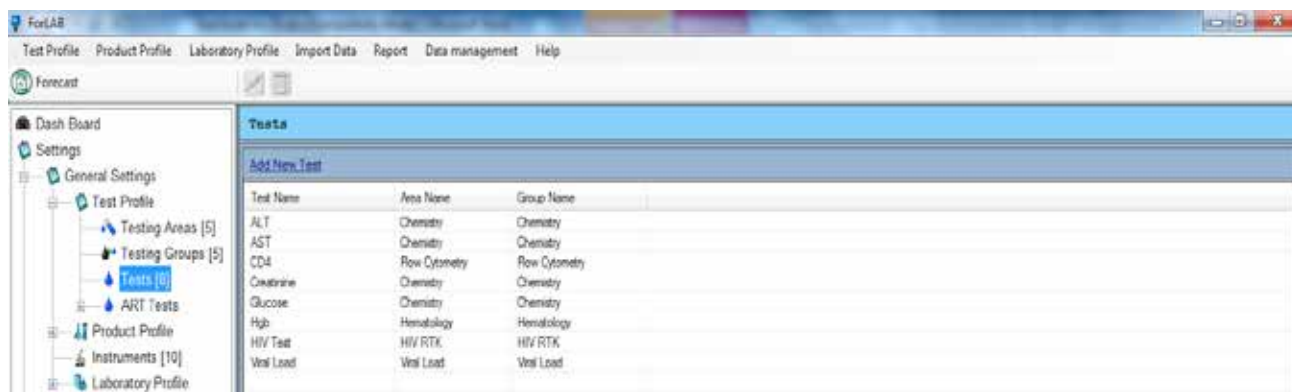 ForLAB
Test Profile Product Profile Laboratory Profile Import Data Report Data management Help
Forecast
Dash Board
Settings
General Settings
Test Profile
Testing Areas [5]
Testing Groups [5]
Tests
ART Tests
Product Profile
Instruments [10]
Laboratory Profile
Tests
Add New Test
Test Name Area Name Group Name
ALT Chemistry Chemistry
AST Chemistry Chemistry
CD4 Flow Cytometry Flow Cytometry
Creatinine Chemistry Chemistry
Glucose Chemistry Chemistry
Hgb Hematology Hematology
HIV Test HIV RTK HIV RTK
Viral Load Viral Load Viral Load